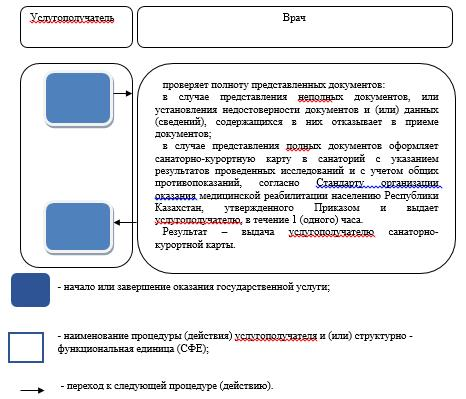 Услугополучатель
Врач
проверяет полноту представленных документов:
в случае представления неполных документов, или
установления недостоверности документов и (или) данных
(сведений), содержащихся в них отказывает в приеме
документов;
в случае представления полных документов оформляет
санаторно-курортную карту в санаторий с указанием
результатов проведенных исследований и с учетом общих
противопоказаний, согласно Стандарту организации
оказания медицинской реабилитации населению Республики
Казахстан, утвержденного Приказом и выдает
услугополучателю, в течение 1 (одного) часа.
Результат – выдача услугополучателю санаторно-
курортной карты.
- начало или завершение оказания государственной услуги;
- наименование процедуры (действия) услугополучателя и (или) структурно -
функциональная единица (СФЕ);
- переход к следующей процедуре (действию).